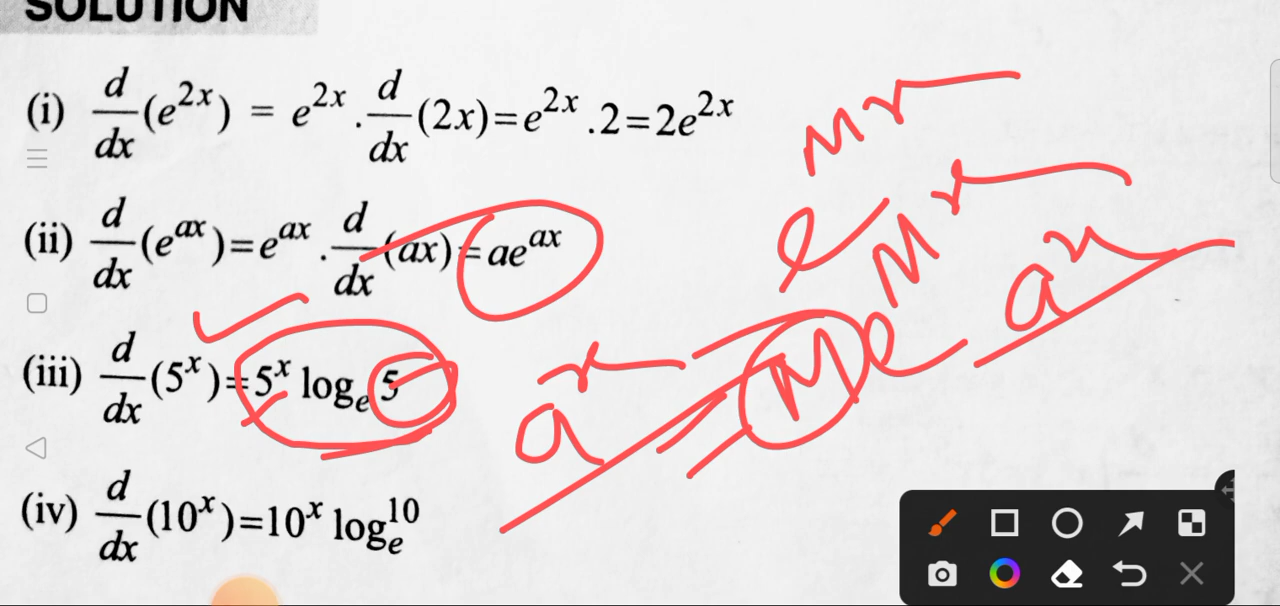 SOLUTION
(i) d/dx (e^{2x}) = e^{2x} . d/dx (2x) = e^{2x} . 2 = 2e^{2x}
(ii) d/dx (e^{ax}) = e^{ax} . d/dx (ax) = ae^{ax}
(iii) d/dx (5^x) = 5^x log_e 5
(iv) d/dx (10^x) = 10^x log_e^{10}
a^x
a^x